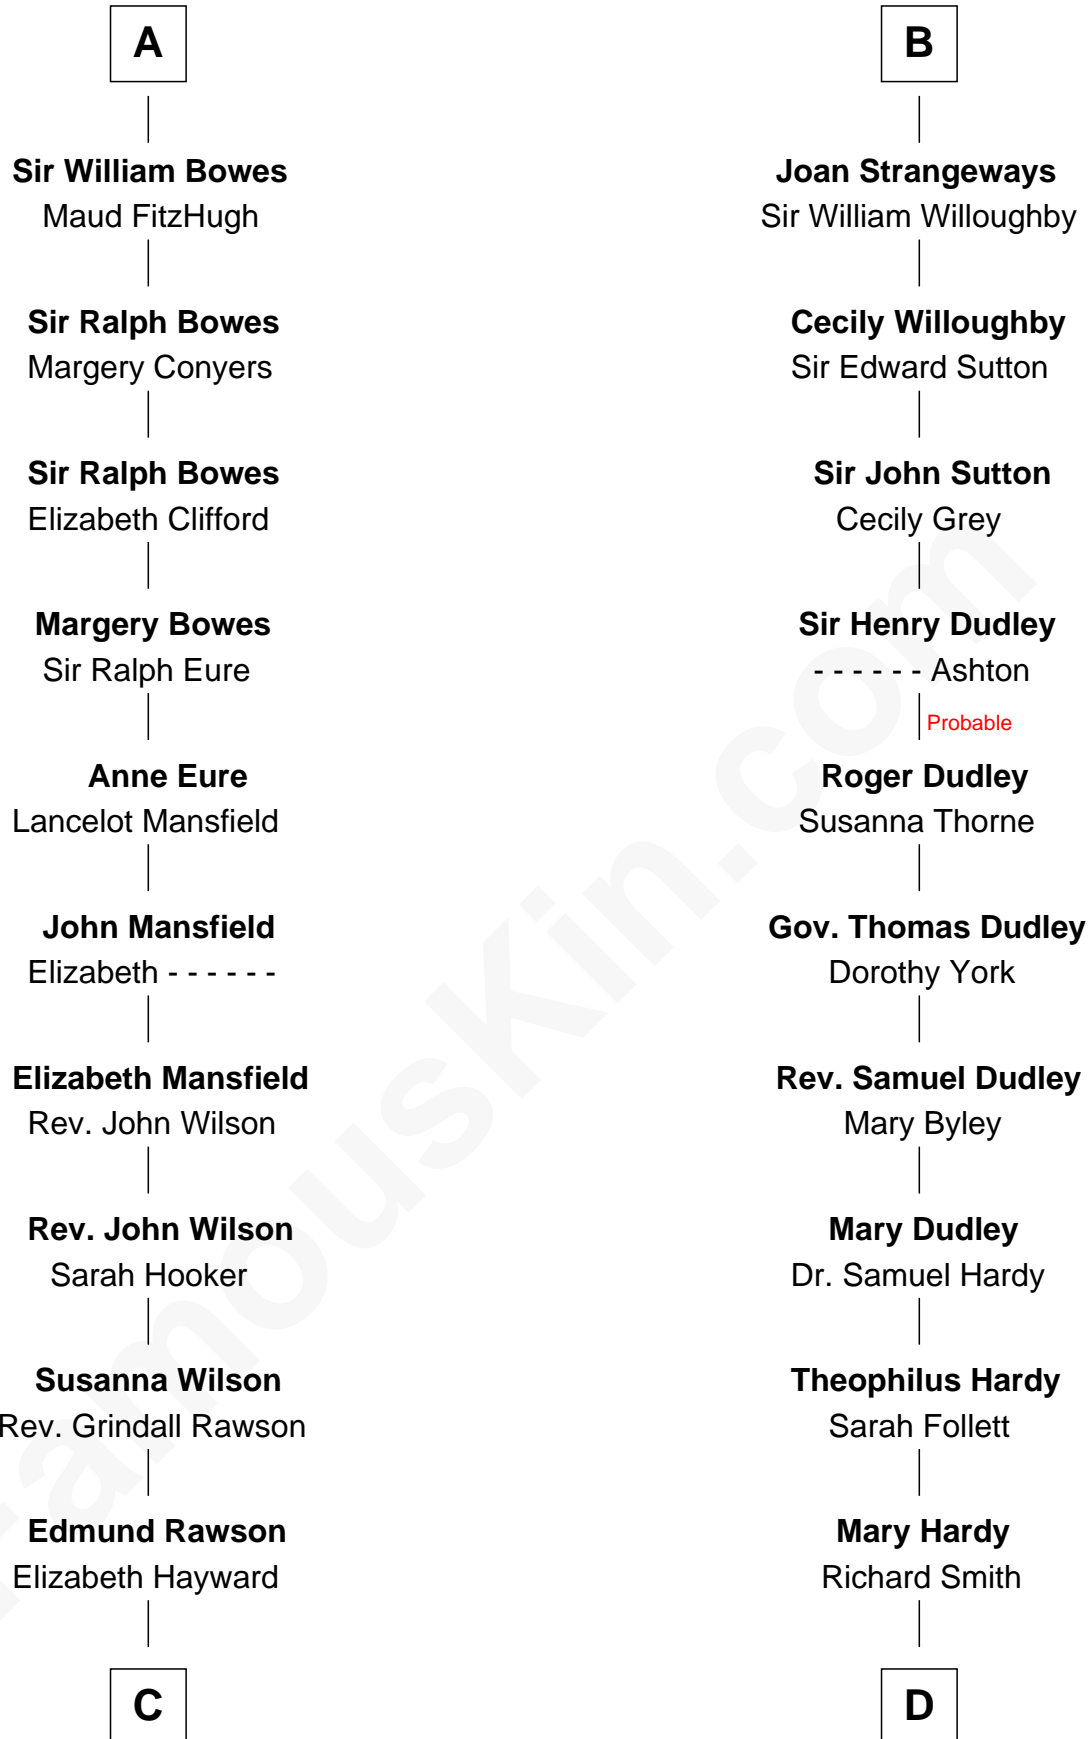 A
Sir William Bowes
Maud FitzHugh
Sir Ralph Bowes
Margery Conyers
Sir Ralph Bowes
Elizabeth Clifford
Margery Bowes
Sir Ralph Eure
Anne Eure
Lancelot Mansfield
John Mansfield
Elizabeth - - - - - -
Elizabeth Mansfield
Rev. John Wilson
Rev. John Wilson
Sarah Hooker
Susanna Wilson
Rev. Grindall Rawson
Edmund Rawson
Elizabeth Hayward
C
B
Joan Strangeways
Sir William Willoughby
Cecily Willoughby
Sir Edward Sutton
Sir John Sutton
Cecily Grey
Sir Henry Dudley
- - - - - - Ashton
Probable
Roger Dudley
Susanna Thorne
Gov. Thomas Dudley
Dorothy York
Rev. Samuel Dudley
Mary Byley
Mary Dudley
Dr. Samuel Hardy
Theophilus Hardy
Sarah Follett
Mary Hardy
Richard Smith
D
FamousKin.com